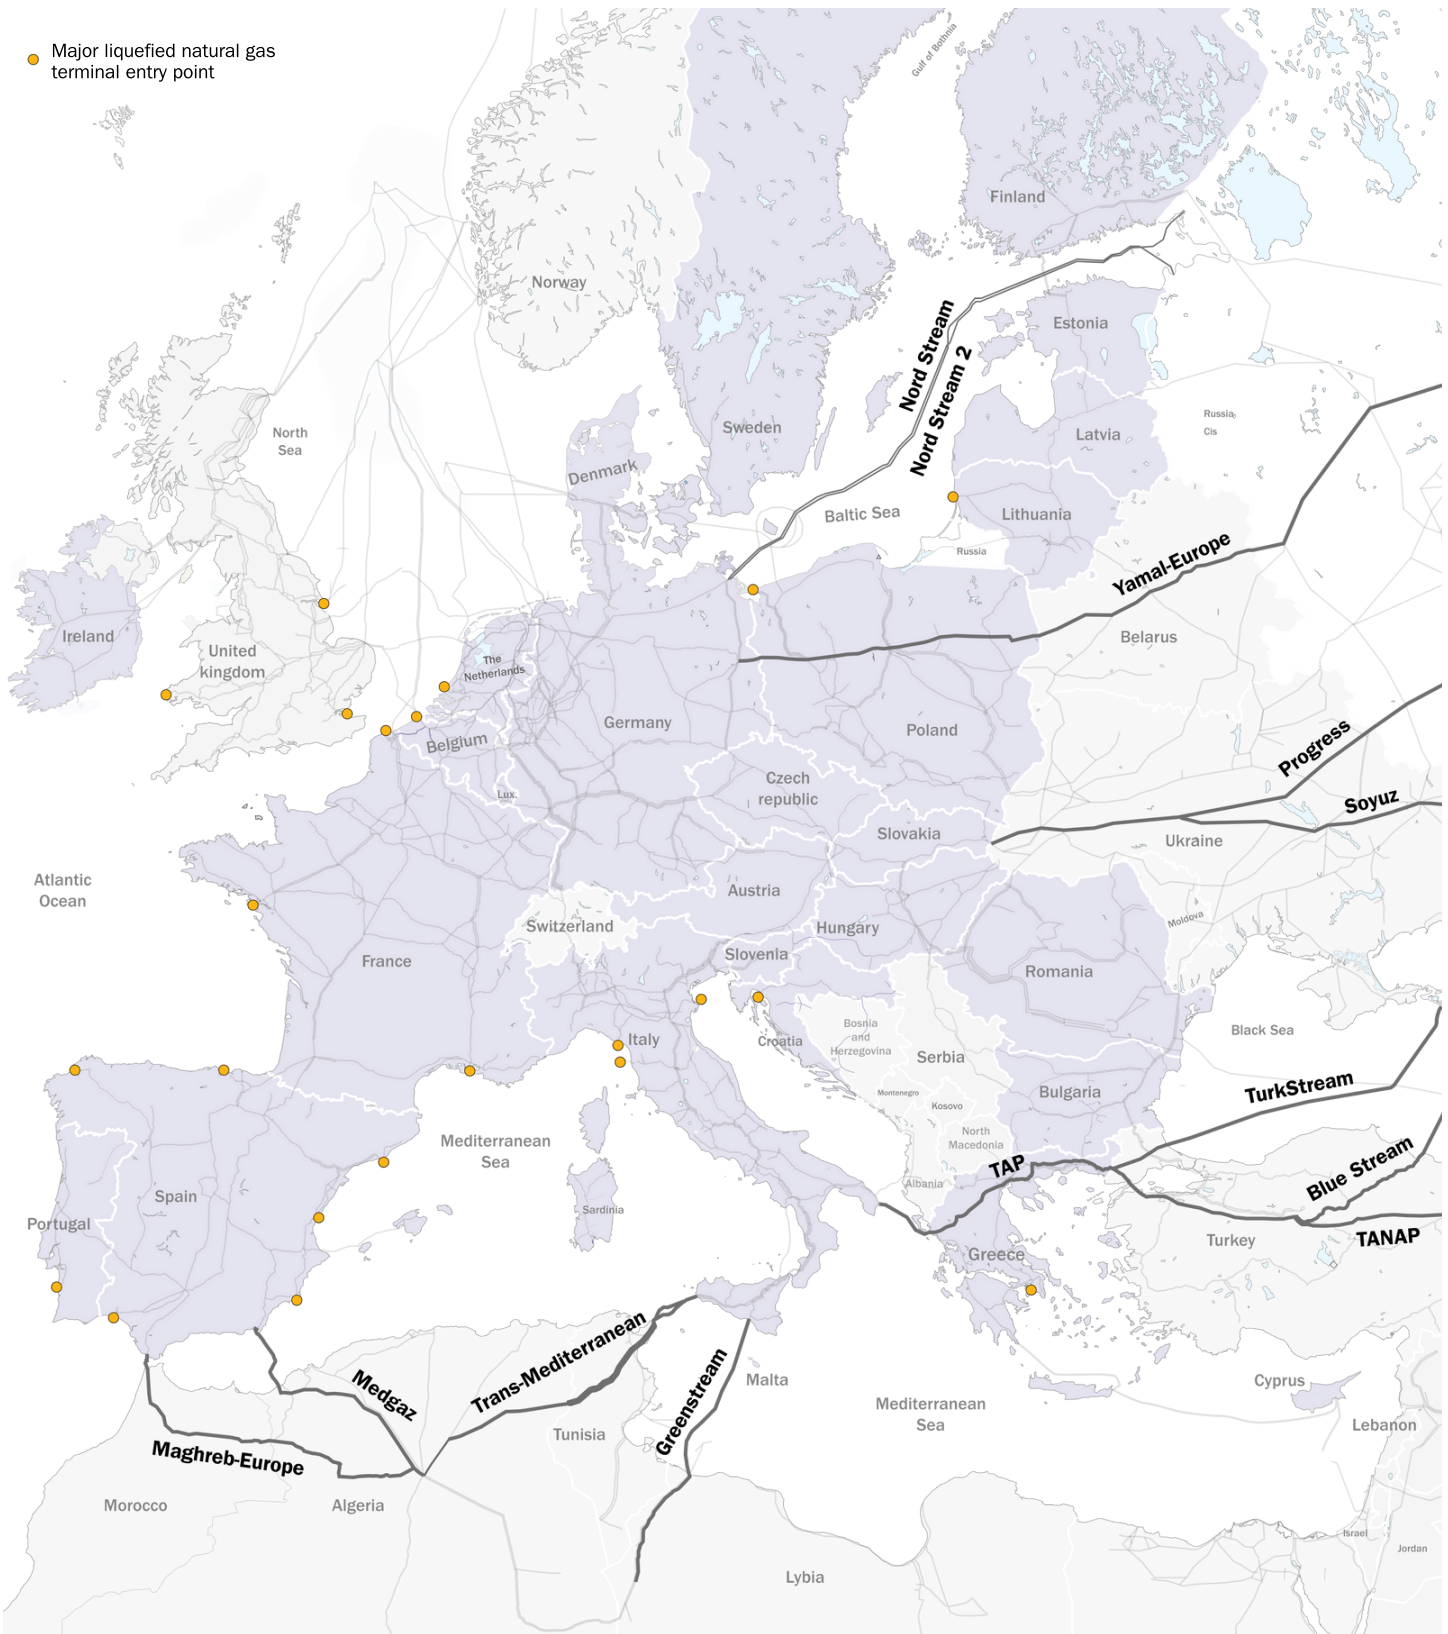 Major liquefied natural gas
terminal entry point
Gulf of Bothnia
Finland
Norway
Nord Stream
Nord Stream 2
Estonia
Russia
Cis
North
Sea
Sweden
Latvia
Denmark
Baltic Sea
Lithuania
Russia
Yamal-Europe
Ireland
United
kingdom
The
Netherlands
Belarus
Germany
Poland
Belgium
Progress
Czech
republic
Lux.
Soyuz
Slovakia
Ukraine
Atlantic
Ocean
Austria
Switzerland
Hungary
Moldova
France
Slovenia
Romania
Italy
Croatia
Bosnia
and
Herzegovina
Serbia
Black Sea
TurkStream
Montenegro
Kosovo
Bulgaria
Mediterranean
Sea
North
Macedonia
TAP
Albania
Blue Stream
Spain
Portugal
Sardinia
Greece
Turkey
TANAP
Trans-Mediterranean
Medgaz
Greenstream
Malta
Cyprus
Mediterranean
Sea
Lebanon
Tunisia
Maghreb-Europe
Morocco
Algeria
Israel
Jordan
Lybia